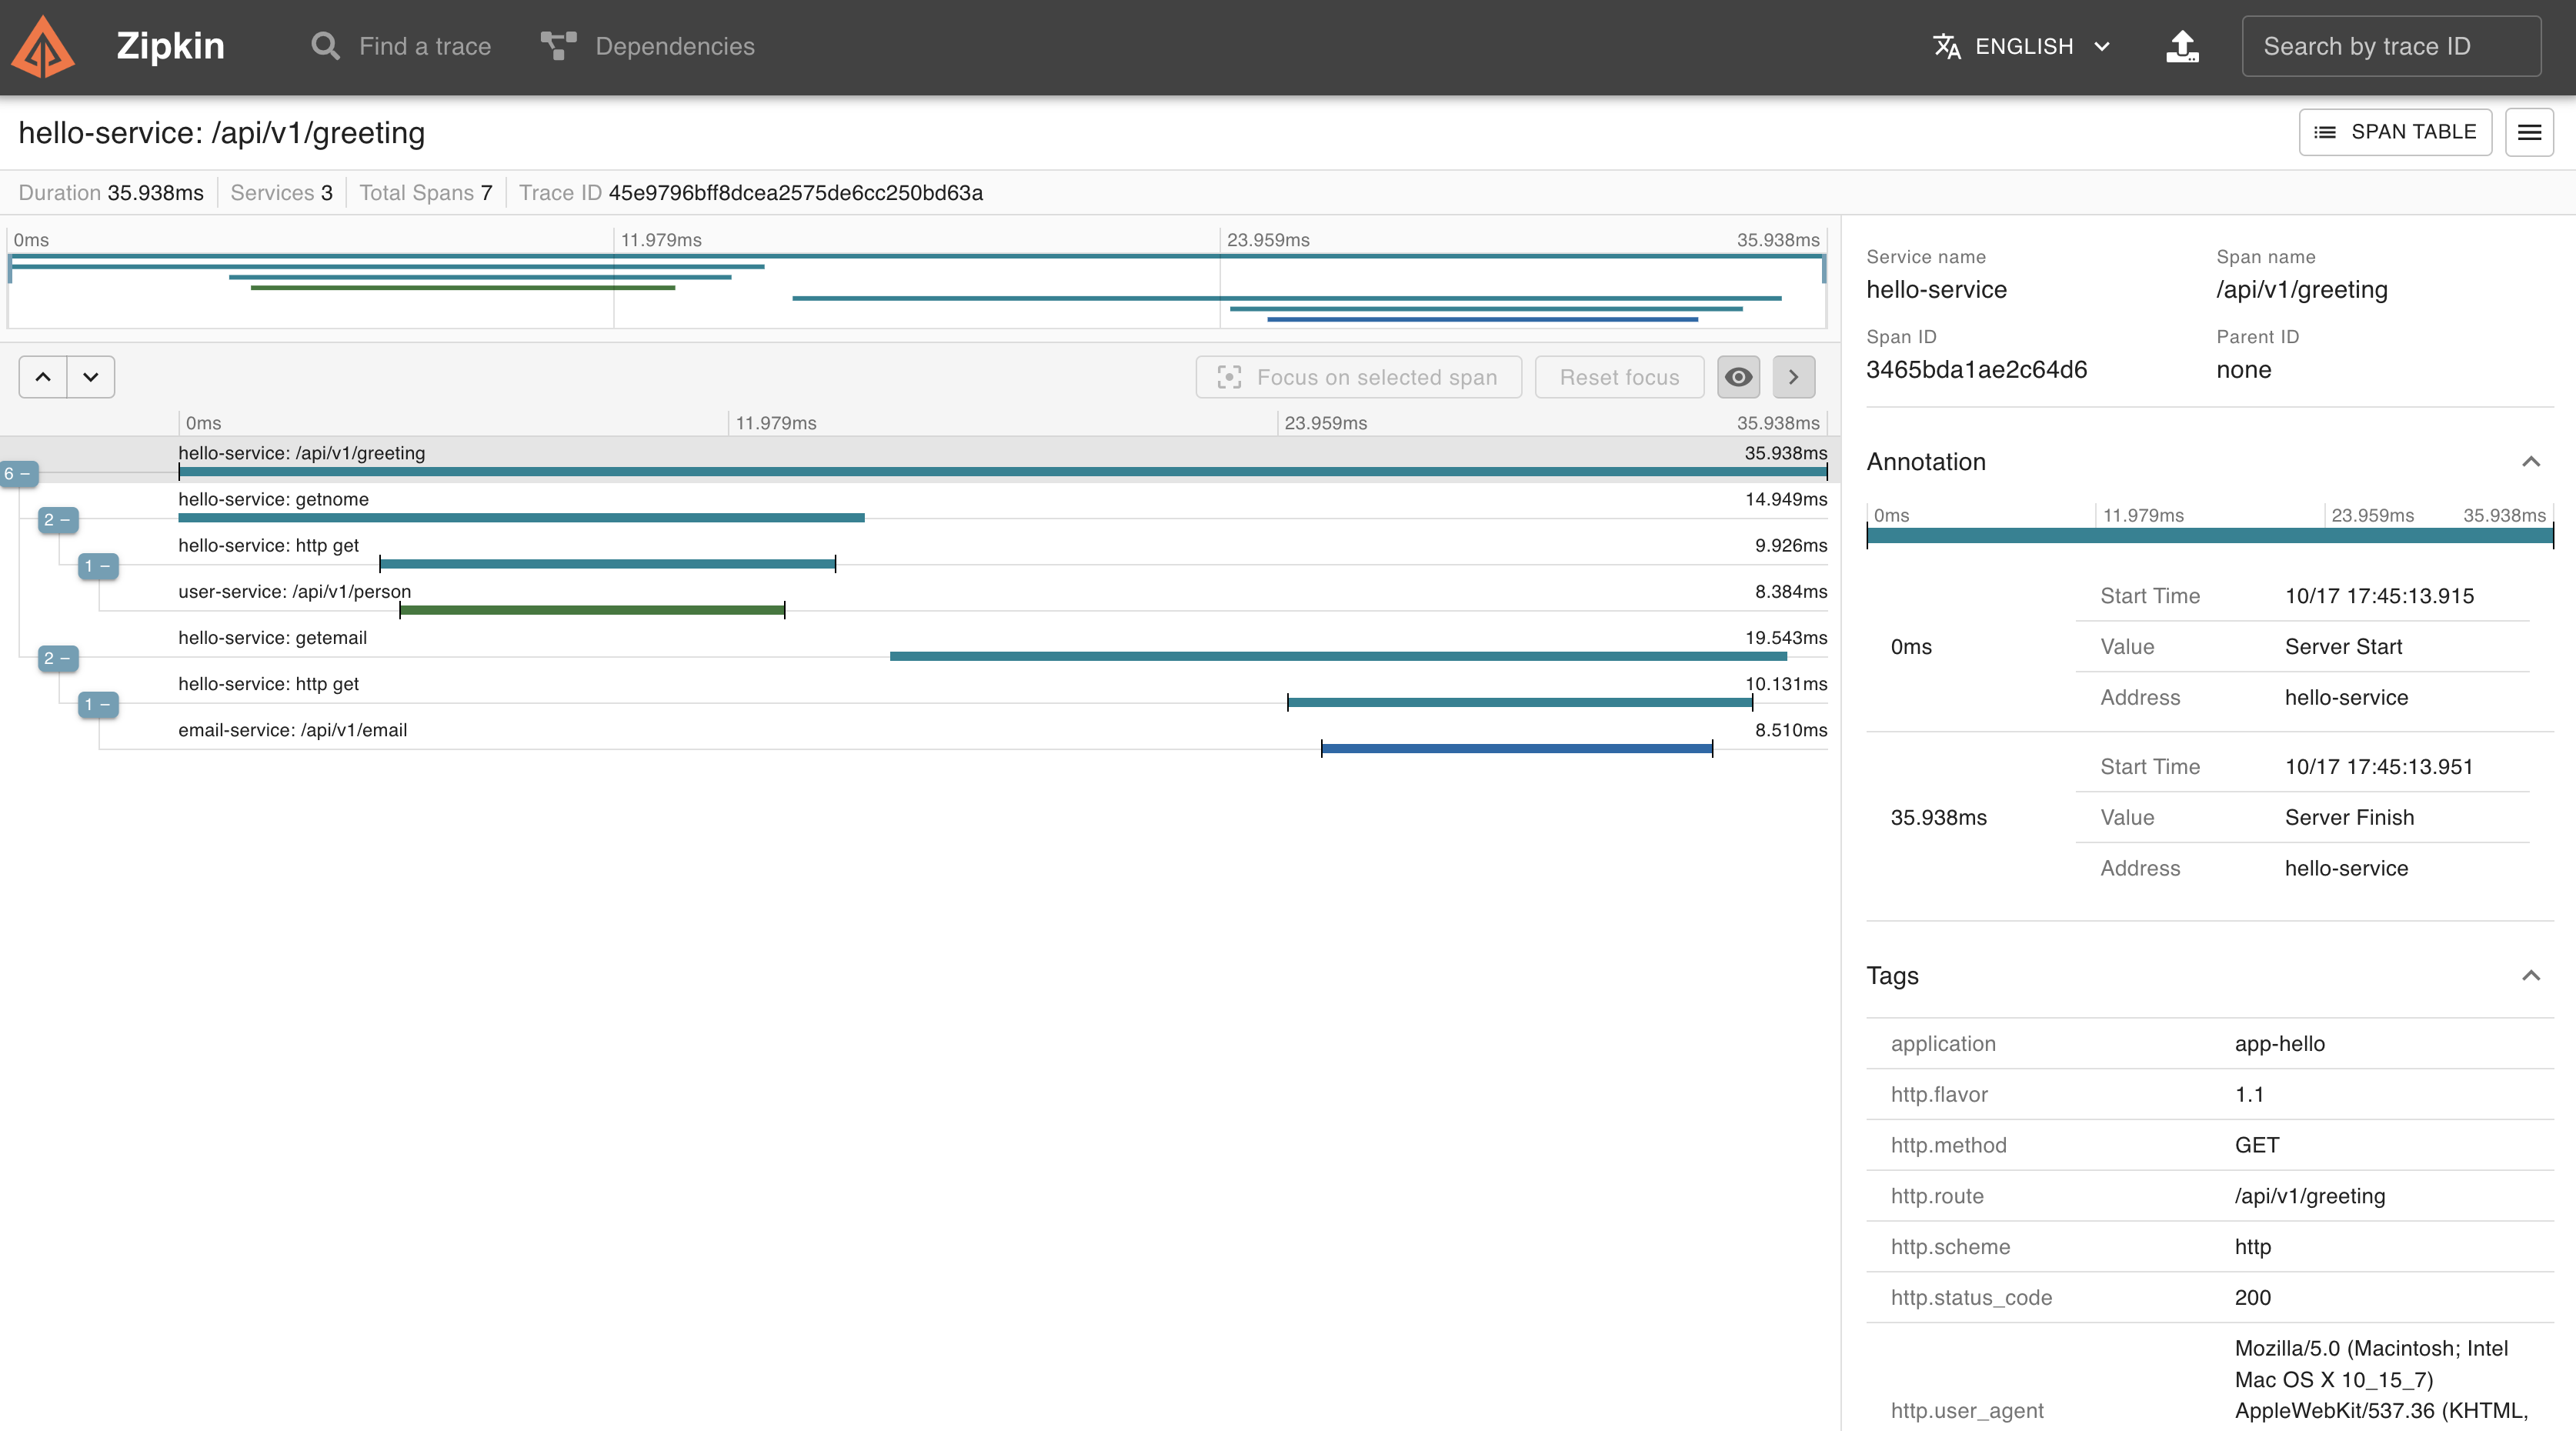 Zipkin
Find a trace
Dependencies
ENGLISH
Search by trace ID
hello-service: /api/v1/greeting
SPAN TABLE
Duration 35.938ms Services 3 Total Spans 7 Trace ID 45e9796bff8dcea2575de6cc250bd63a
0ms 11.979ms 23.959ms 35.938ms
Focus on selected span
Reset focus
0ms 11.979ms 23.959ms 35.938ms
hello-service: /api/v1/greeting 35.938ms
6 −
hello-service: getnome 14.949ms
2 −
hello-service: http get 9.926ms
1 −
user-service: /api/v1/person 8.384ms
hello-service: getemail 19.543ms
2 −
hello-service: http get 10.131ms
1 −
email-service: /api/v1/email 8.510ms
Service name Span name
hello-service /api/v1/greeting
Span ID Parent ID
3465bda1ae2c64d6 none
Annotation
0ms 11.979ms 23.959ms 35.938ms
Start Time 10/17 17:45:13.915
0ms Value Server Start
Address hello-service
Start Time 10/17 17:45:13.951
35.938ms Value Server Finish
Address hello-service
Tags
application app-hello
http.flavor 1.1
http.method GET
http.route /api/v1/greeting
http.scheme http
http.status_code 200
Mozilla/5.0 (Macintosh; Intel
Mac OS X 10_15_7)
http.user_agent AppleWebKit/537.36 (KHTML,